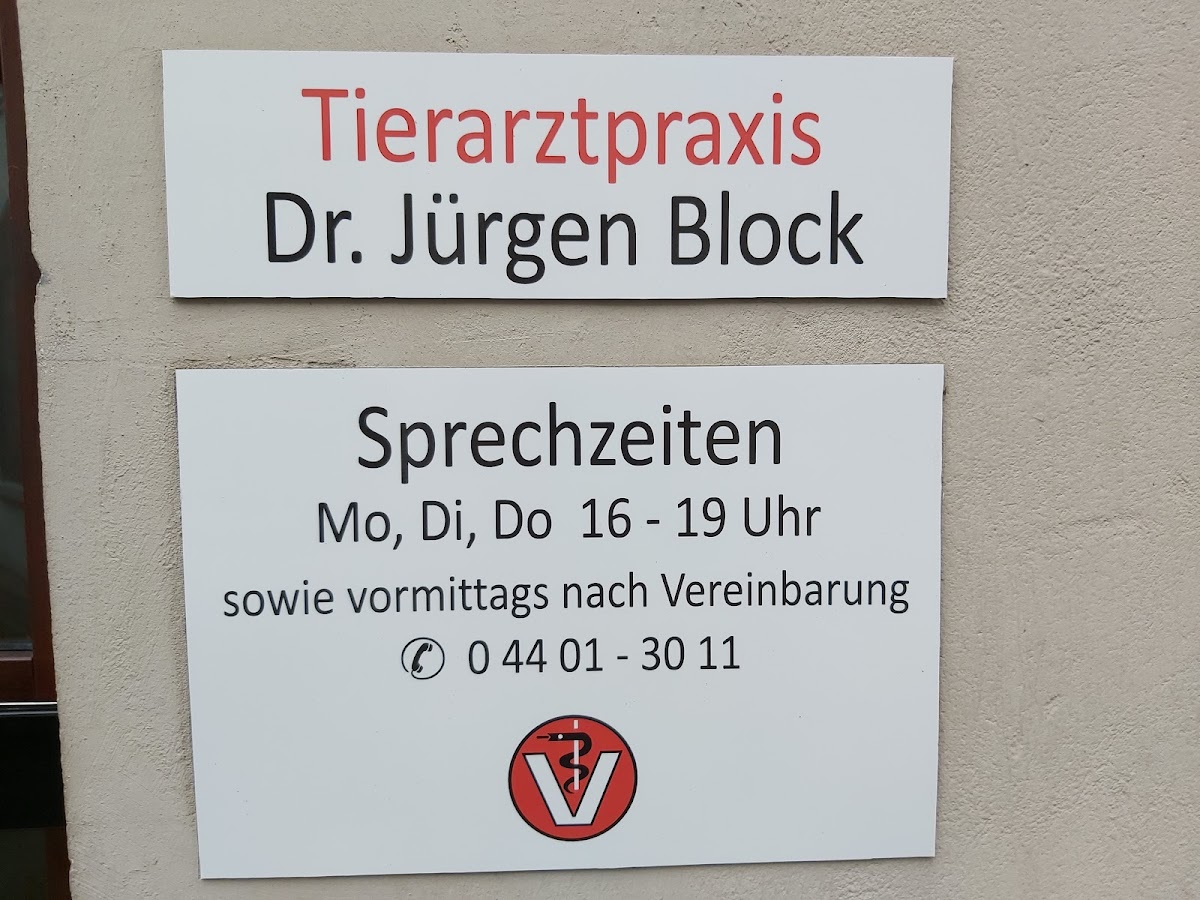 Tierarztpraxis
Dr. Jürgen Block
Sprechzeiten
Mo, Di, Do 16 - 19 Uhr
sowie vormittags nach Vereinbarung
✆ 0 44 01 - 30 11
V